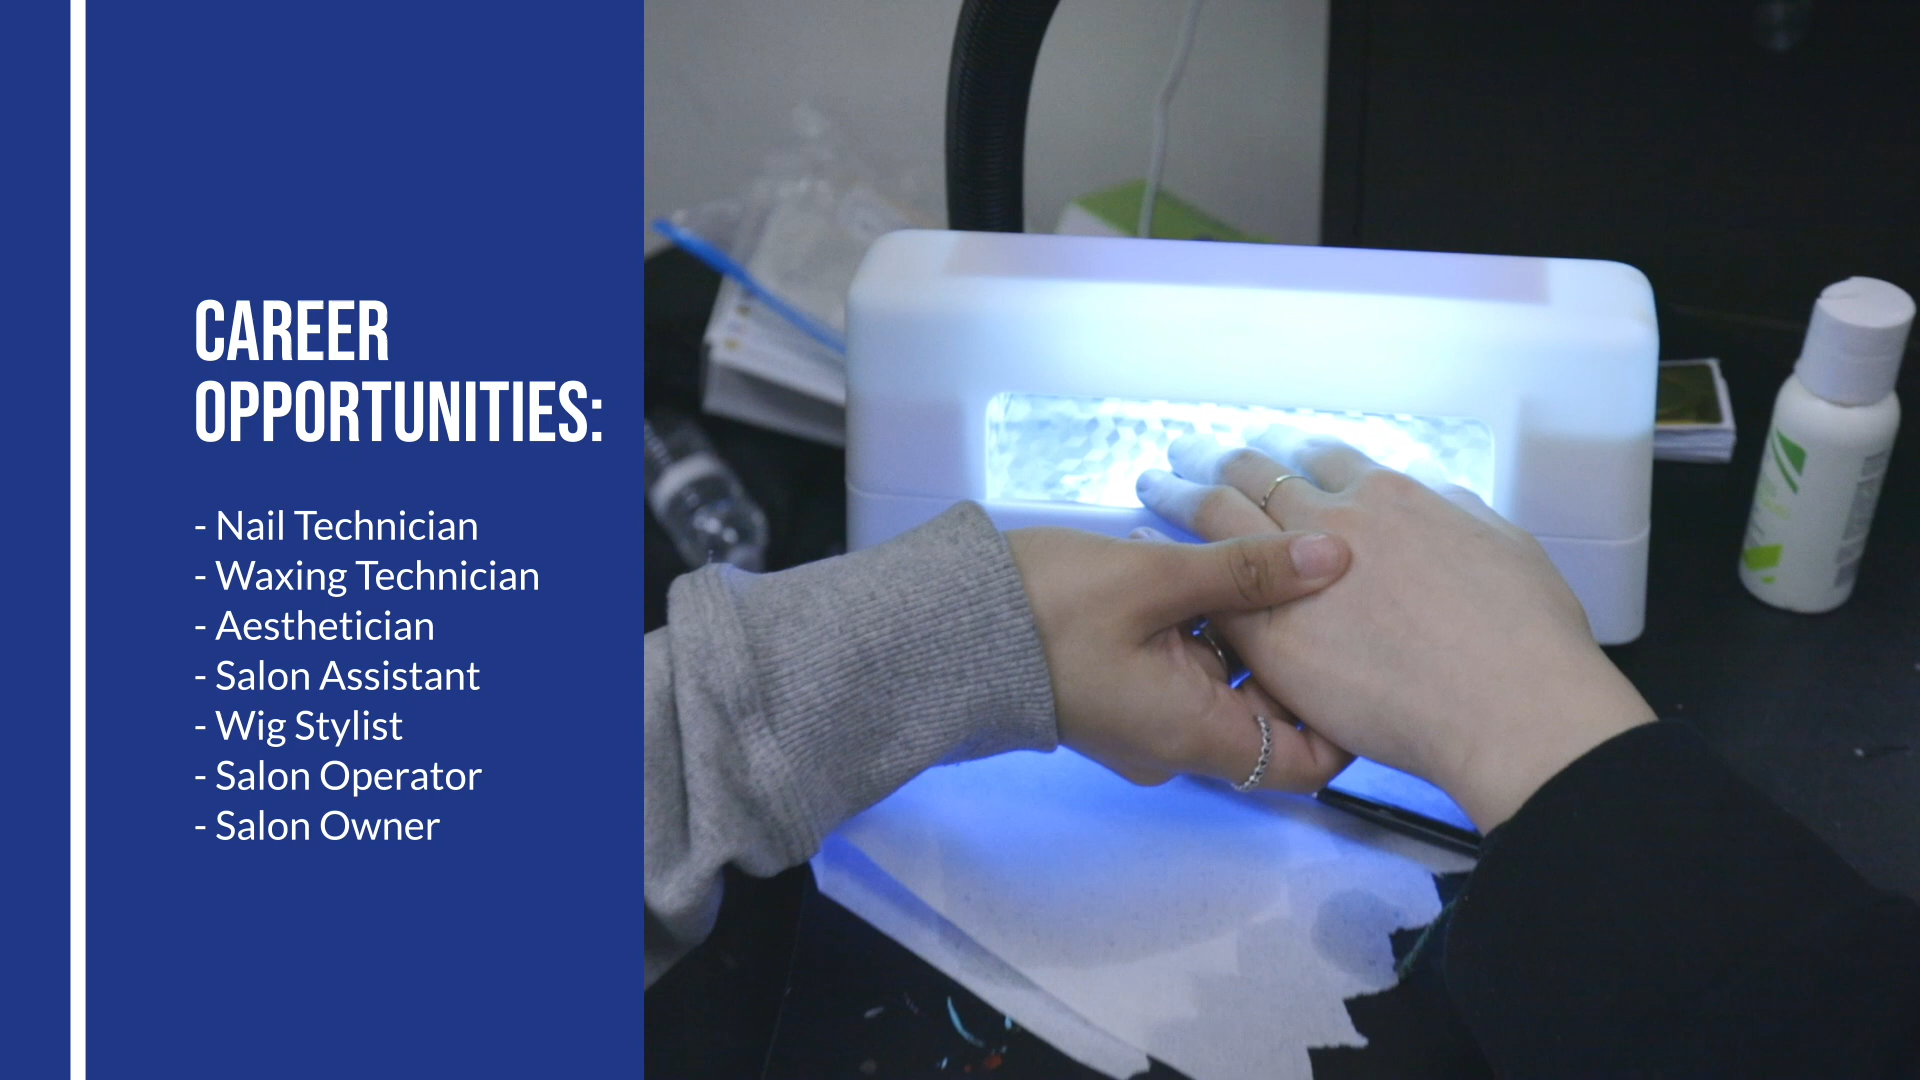 CAREER
OPPORTUNITIES:
- Nail Technician
- Waxing Technician
- Aesthetician
- Salon Assistant
- Wig Stylist
- Salon Operator
- Salon Owner